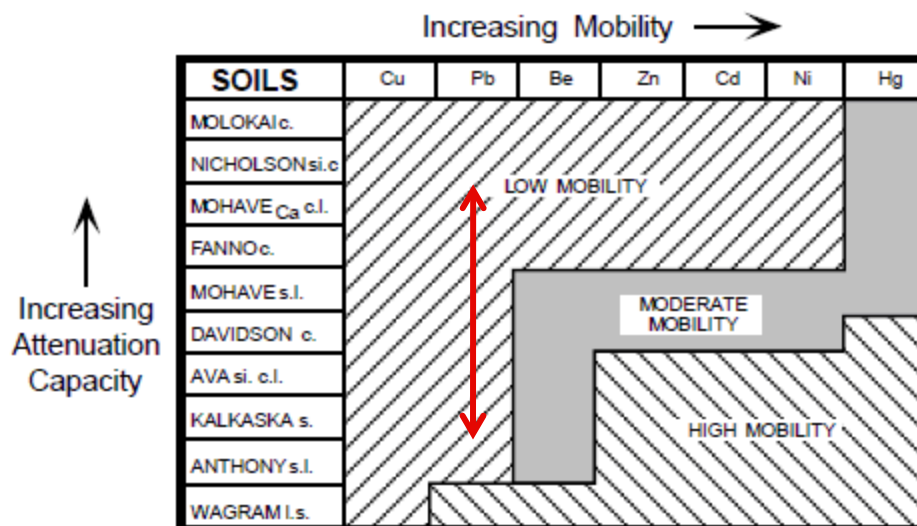 Increasing Mobility
SOILS Cu Pb Be Zn Cd Ni Hg
MOLOKAI c.
NICHOLSON si.c
MOHAVE Ca c.l.
FANNO c.
MOHAVE s.l.
DAVIDSON c.
AVA si. c.l.
KALKASKA s.
ANTHONY s.l.
WAGRAM l.s.
LOW MOBILITY
MODERATE
MOBILITY
HIGH MOBILITY
Increasing
Attenuation
Capacity